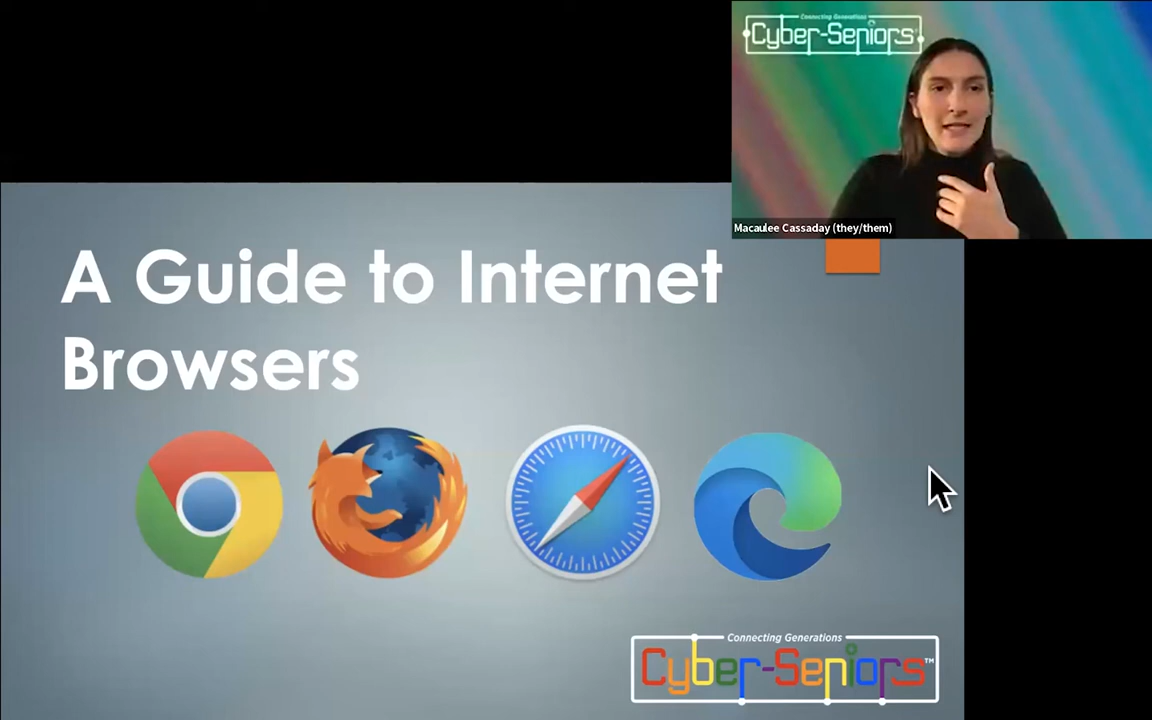 Connecting Generations
Cyber-Seniors
Macaulee Cassaday (they/them)
A Guide to Internet
Browsers
Connecting Generations
Cyber-Seniors™